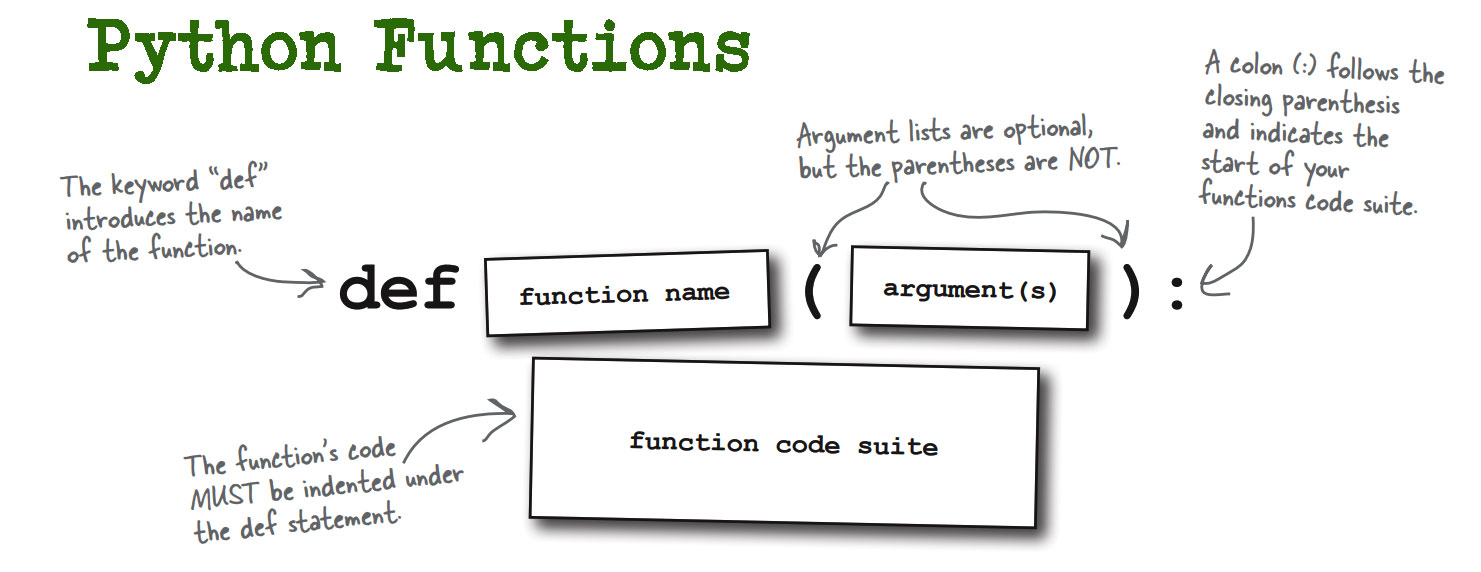 Python Functions
A colon (:) follows the
closing parenthesis
and indicates the
start of your
functions code suite.
Argument lists are optional,
but the parentheses are NOT.
The keyword “def”
introduces the name
of the function.
def function name ( argument(s) ) :
function code suite
The function's code
MUST be indented under
the def statement.